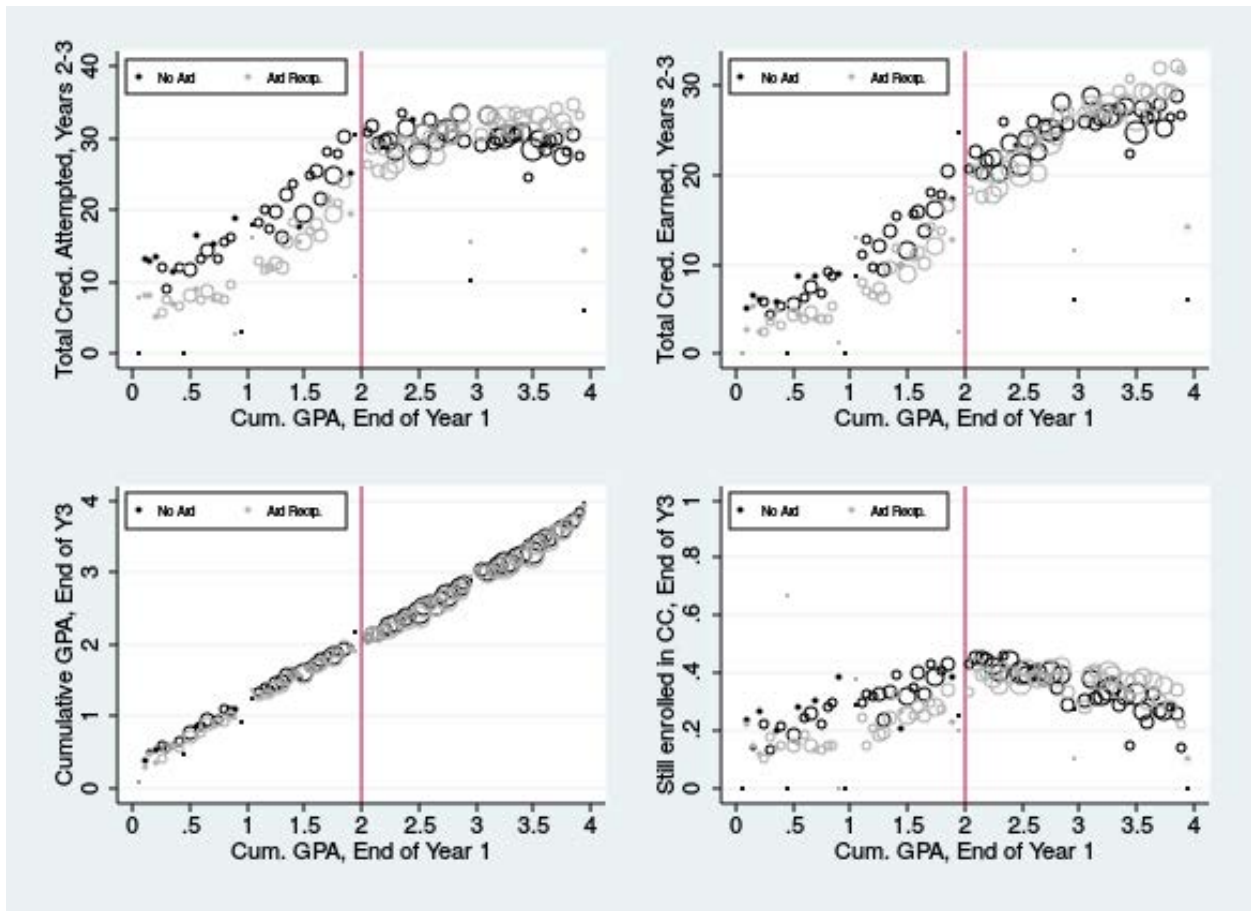 Total Cred. Attempted, Years 2-3
40
30
20
10
0
No Aid
Aid Recip.
0 .5 1 1.5 2 2.5 3 3.5 4
Cum. GPA, End of Year 1
Total Cred. Earned, Years 2-3
30
20
10
0
No Aid
Aid Recip.
0 .5 1 1.5 2 2.5 3 3.5 4
Cum. GPA, End of Year 1
Cumulative GPA, End of Y3
4
3
2
1
0
No Aid
Aid Recip.
0 .5 1 1.5 2 2.5 3 3.5 4
Cum. GPA, End of Year 1
Still enrolled in CC, End of Y3
1
.8
.6
.4
.2
0
No Aid
Aid Recip.
0 .5 1 1.5 2 2.5 3 3.5 4
Cum. GPA, End of Year 1